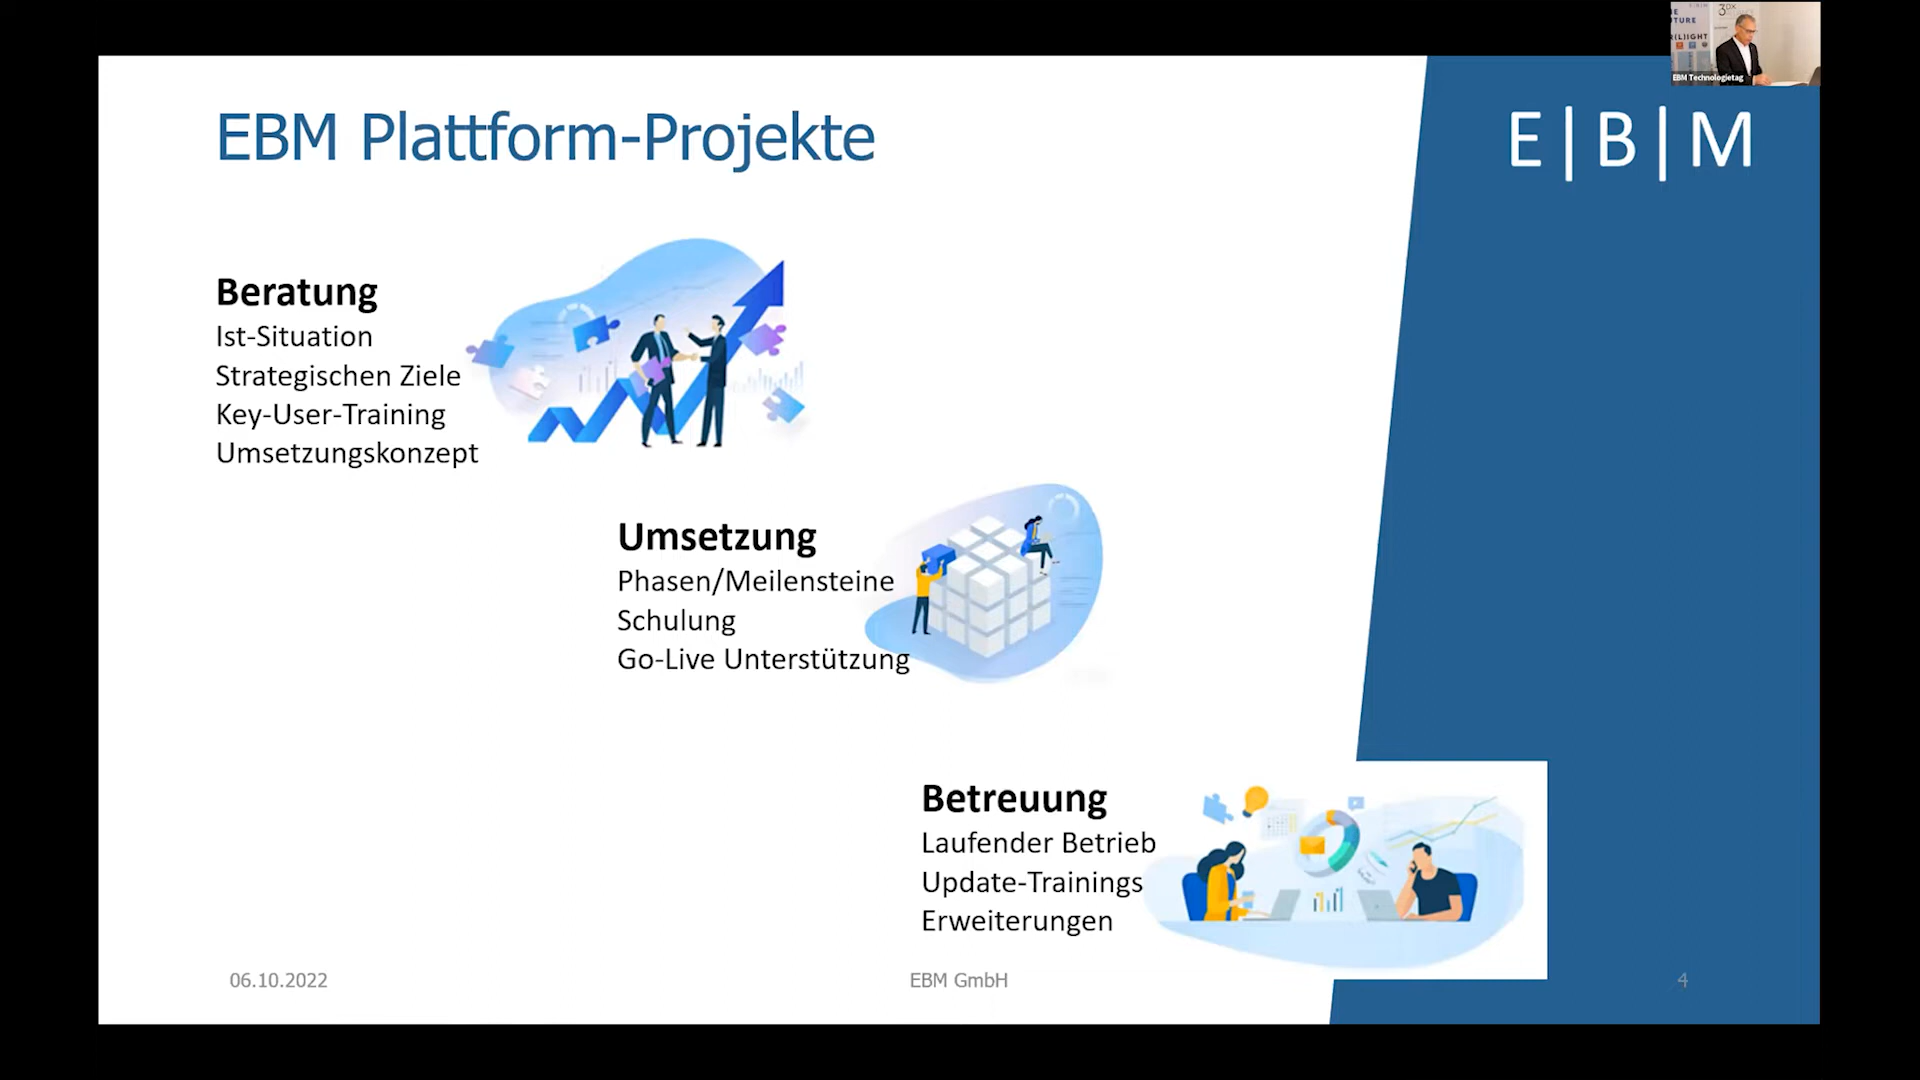 EBM Plattform-Projekte
E|B|M
Beratung
Ist-Situation
Strategischen Ziele
Key-User-Training
Umsetzungskonzept
Umsetzung
Phasen/Meilensteine
Schulung
Go-Live Unterstützung
Betreuung
Laufender Betrieb
Update-Trainings
Erweiterungen
06.10.2022
EBM GmbH
4
EBM Technologietag